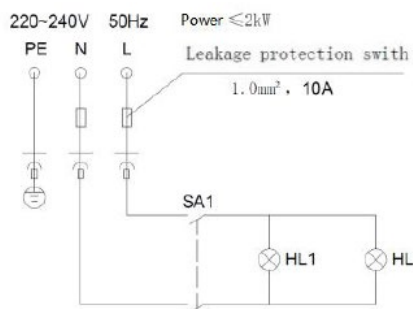 220~240V 50Hz Power ≤2kW
PE N L
Leakage protection swith
1.0mm², 10A
SA1
HL1 HL